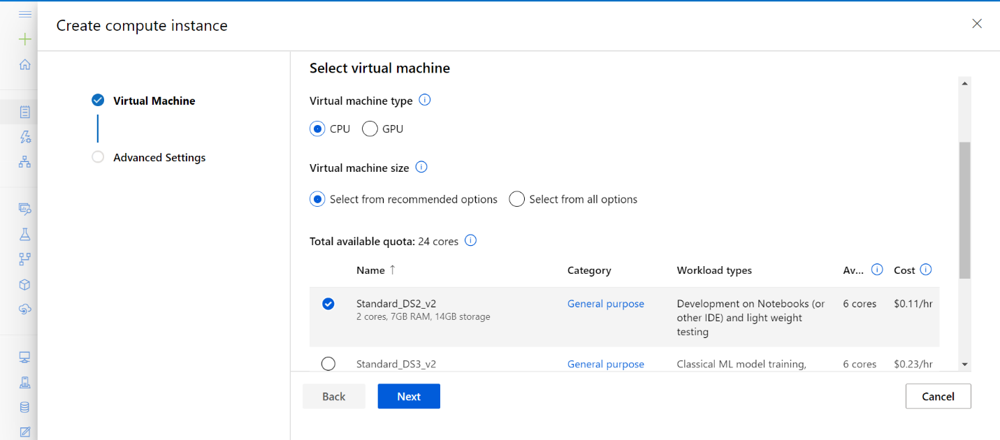 Create compute instance
Virtual Machine
Advanced Settings
Select virtual machine
Virtual machine type
CPU GPU
Virtual machine size
Select from recommended options Select from all options
Total available quota: 24 cores
Name ↑ Category Workload types Av... Cost
Standard_DS2_v2 General purpose Development on Notebooks (or 6 cores $0.11/hr
2 cores, 7GB RAM, 14GB storage other IDE) and light weight
testing
Standard_DS3_v2 General purpose Classical ML model training, 6 cores $0.23/hr
Back Next Cancel